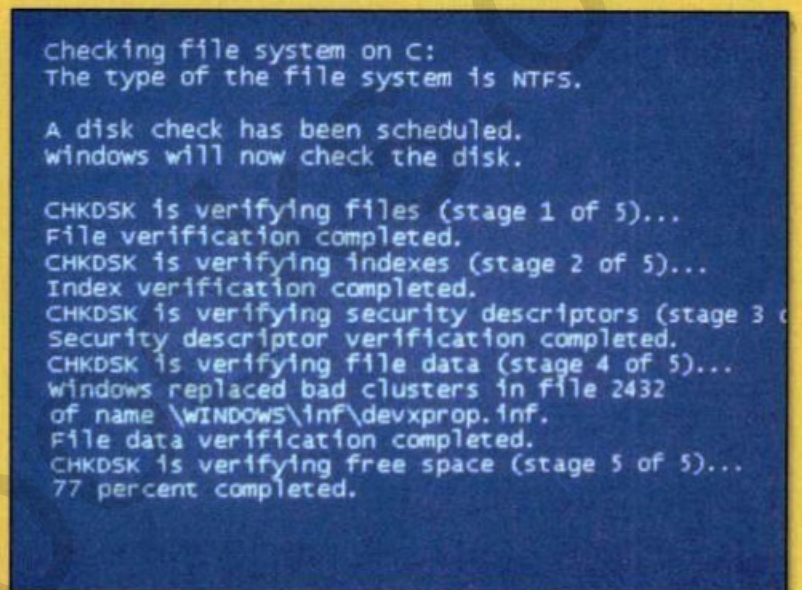 Checking file system on C:
The type of the file system is NTFS.
A disk check has been scheduled.
Windows will now check the disk.
CHKDSK is verifying files (stage 1 of 5)...
File verification completed.
CHKDSK is verifying indexes (stage 2 of 5)...
Index verification completed.
CHKDSK is verifying security descriptors (stage 3
Security descriptor verification completed.
CHKDSK is verifying file data (stage 4 of 5)...
Windows replaced bad clusters in file 2432
of name \WINDOWS\inf\devxprop.inf.
File data verification completed.
CHKDSK is verifying free space (stage 5 of 5)...
77 percent completed.